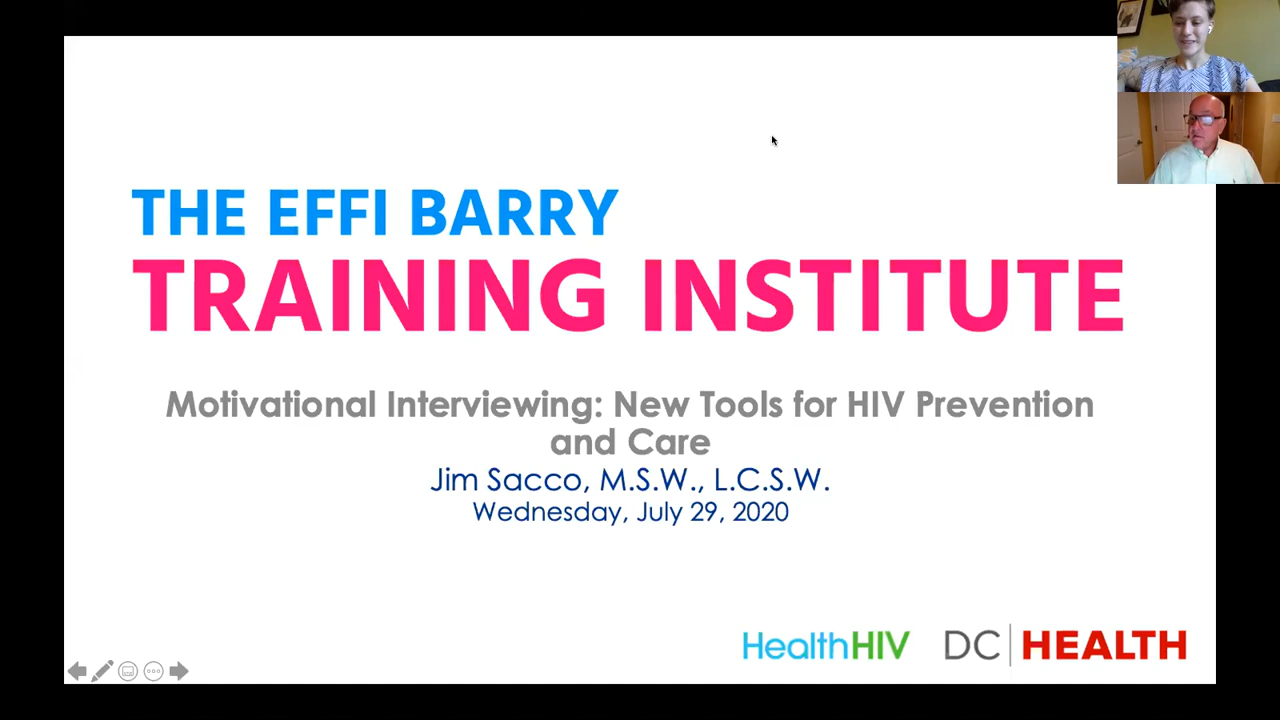 THE EFFI BARRY
TRAINING INSTITUTE
Motivational Interviewing: New Tools for HIV Prevention
and Care
Jim Sacco, M.S.W., L.C.S.W.
Wednesday, July 29, 2020
HealthHIV
DC HEALTH